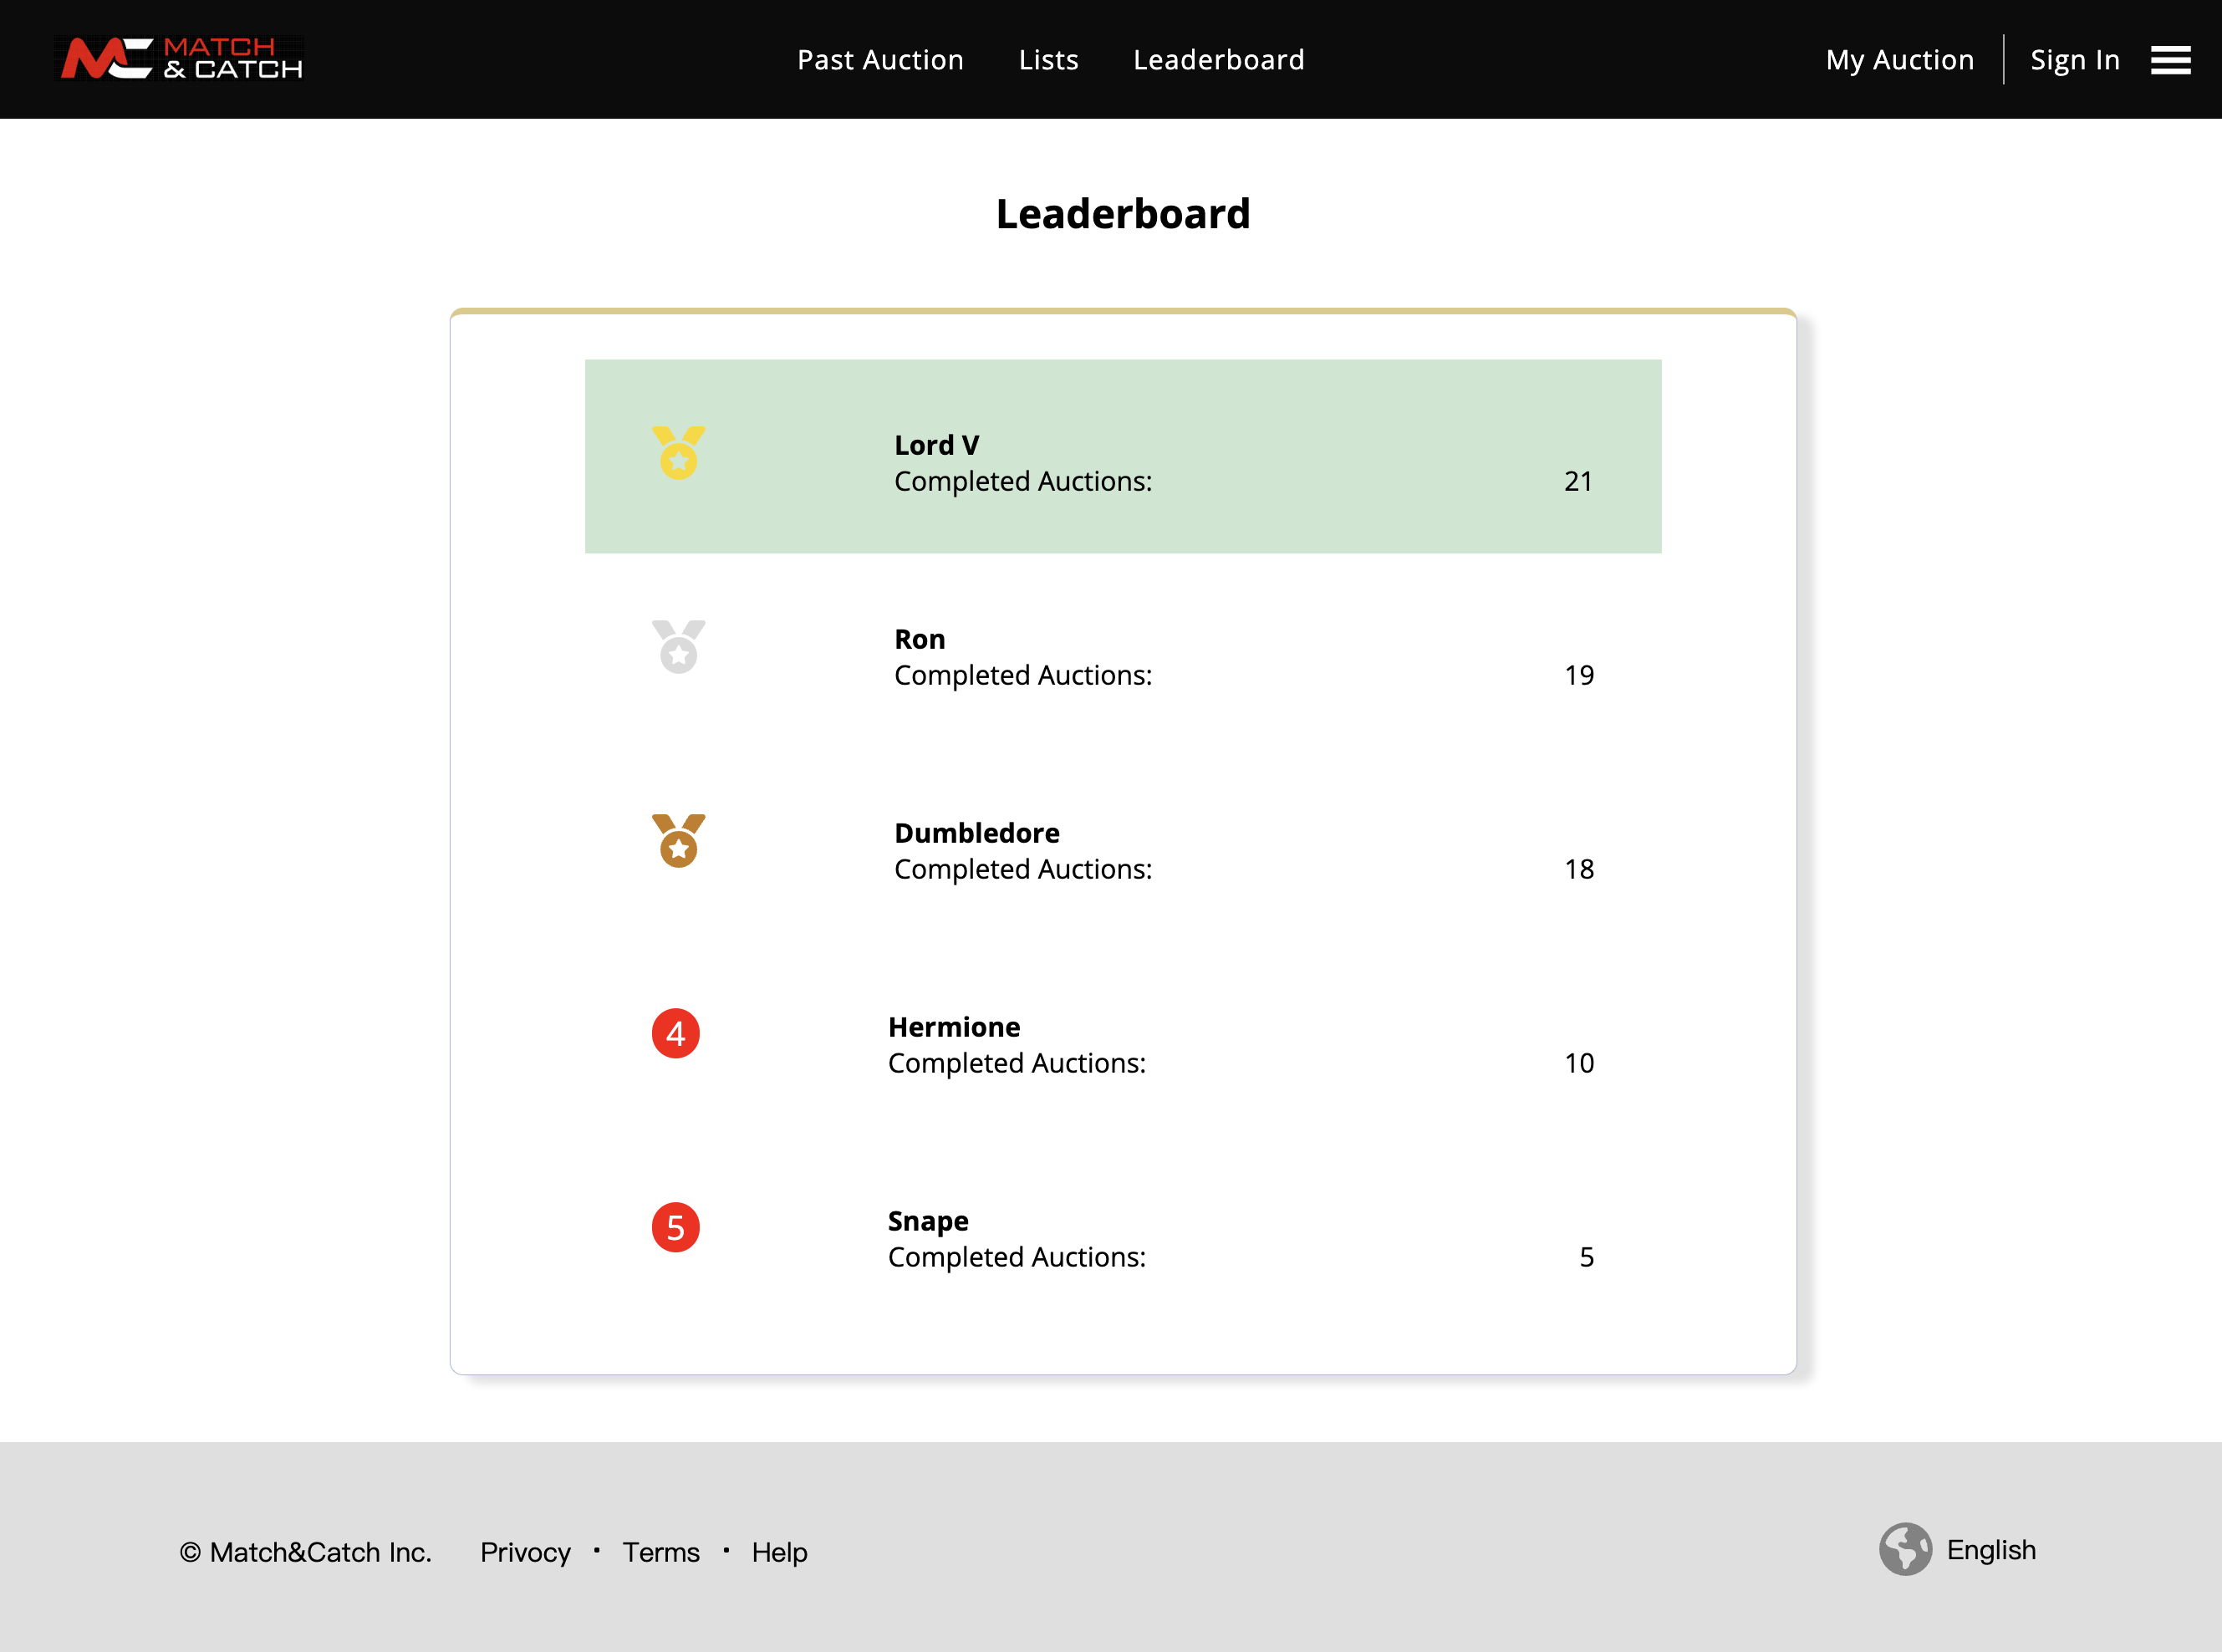 MATCH
& CATCH
Past Auction Lists Leaderboard
My Auction Sign In
Leaderboard
Lord V
Completed Auctions: 21
Ron
Completed Auctions: 19
Dumbledore
Completed Auctions: 18
4 Hermione
Completed Auctions: 10
5 Snape
Completed Auctions: 5
© Match&Catch Inc. Privocy · Terms · Help
English